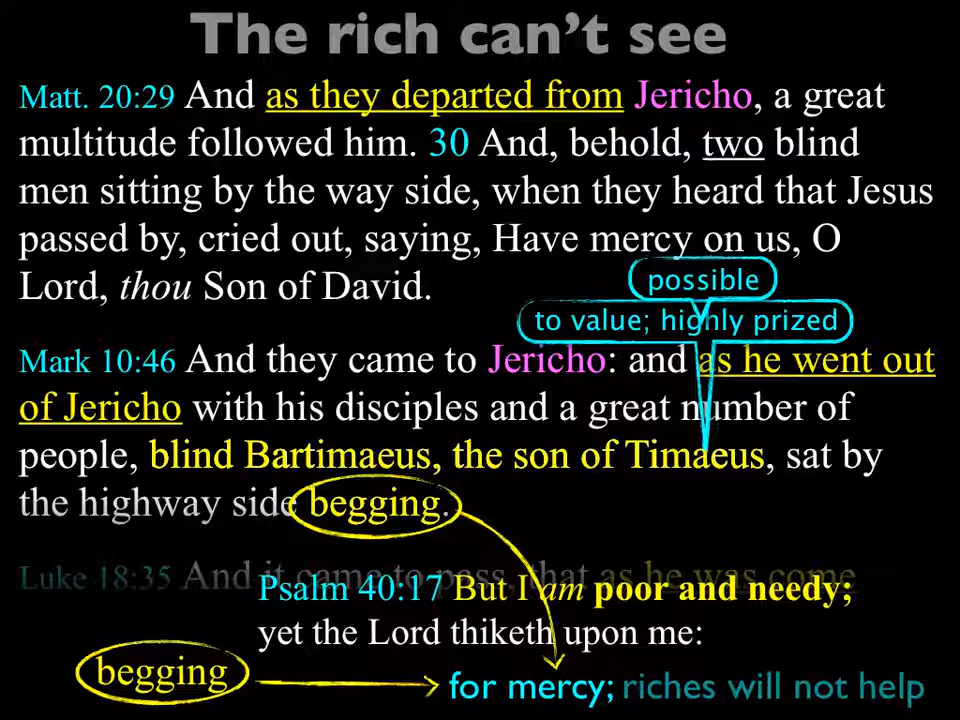 The rich can't see
Matt. 20:29 And as they departed from Jericho, a great
multitude followed him. 30 And, behold, two blind
men sitting by the way side, when they heard that Jesus
passed by, cried out, saying, Have mercy on us, O
Lord, thou Son of David.
possible
to value; highly prized
Mark 10:46 And they came to Jericho: and as he went out
of Jericho with his disciples and a great number of
people, blind Bartimaeus, the son of Timaeus, sat by
the highway side begging.
Luke 18:35 And it came to pass, that as he was come
Psalm 40:17 But I am poor and needy;
yet the Lord thiketh upon me:
begging
for mercy; riches will not help